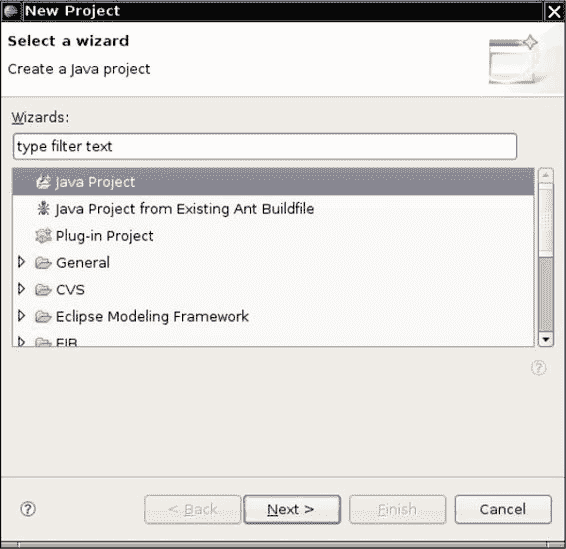 New Project
Select a wizard
Create a Java project
Wizards:
type filter text
Java Project
Java Project from Existing Ant Buildfile
Plug-in Project
General
CVS
Eclipse Modeling Framework
EJB
< Back Next > Finish Cancel